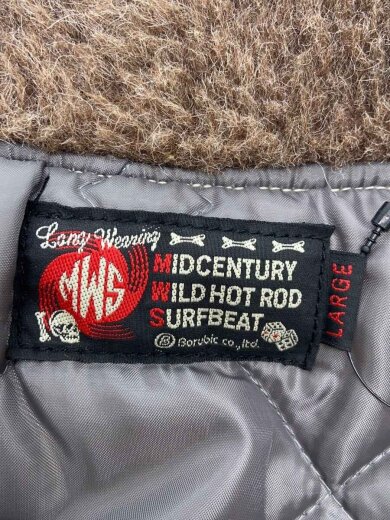 Long Wearing
MWS
MIDCENTURY
WILD HOT ROD
SURFBEAT
B Borubic co.,ltd.
LARGE